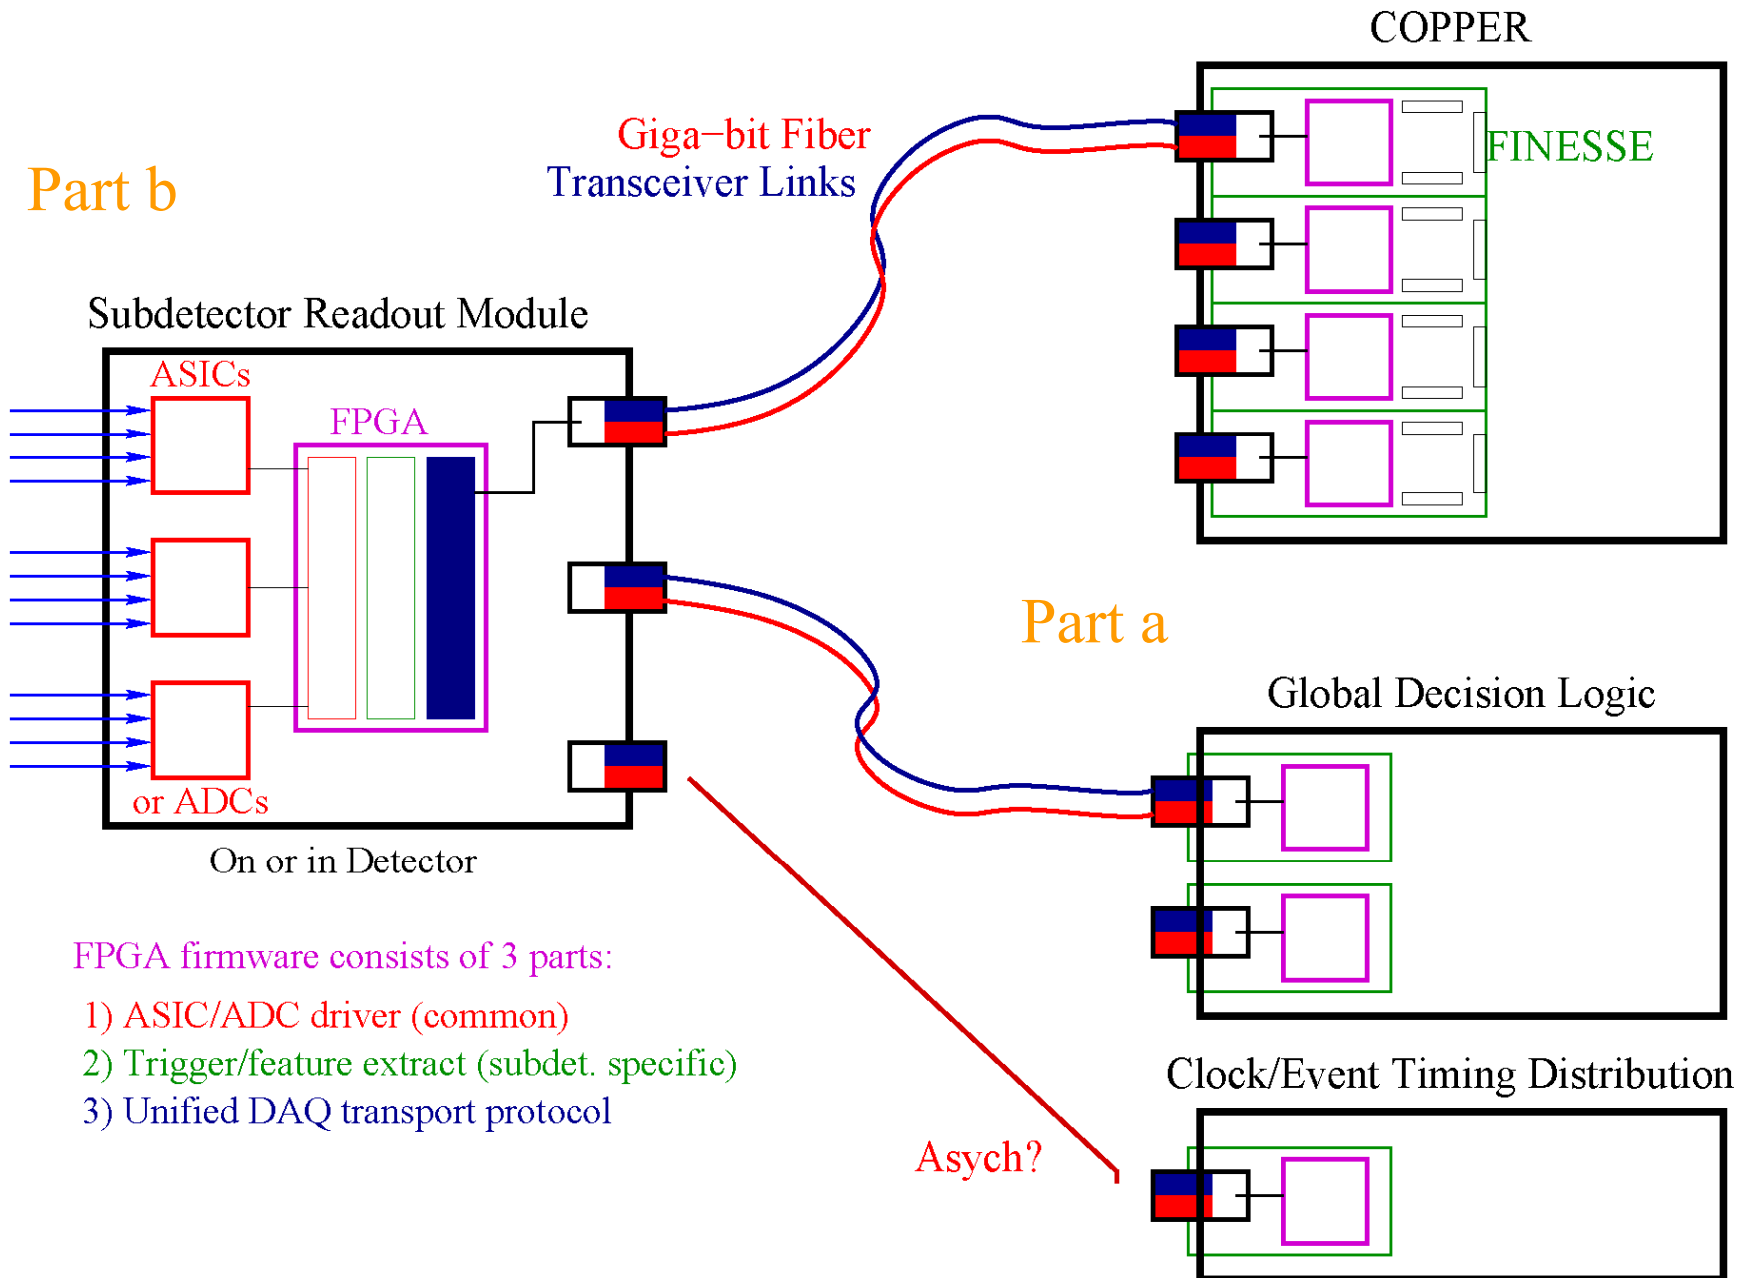 COPPER
Giga−bit Fiber
Transceiver Links
FINESSE
Part b
Subdetector Readout Module
ASICs
FPGA
or ADCs
On or in Detector
Part a
Global Decision Logic
FPGA firmware consists of 3 parts:
1) ASIC/ADC driver (common)
2) Trigger/feature extract (subdet. specific)
3) Unified DAQ transport protocol
Clock/Event Timing Distribution
Asych?